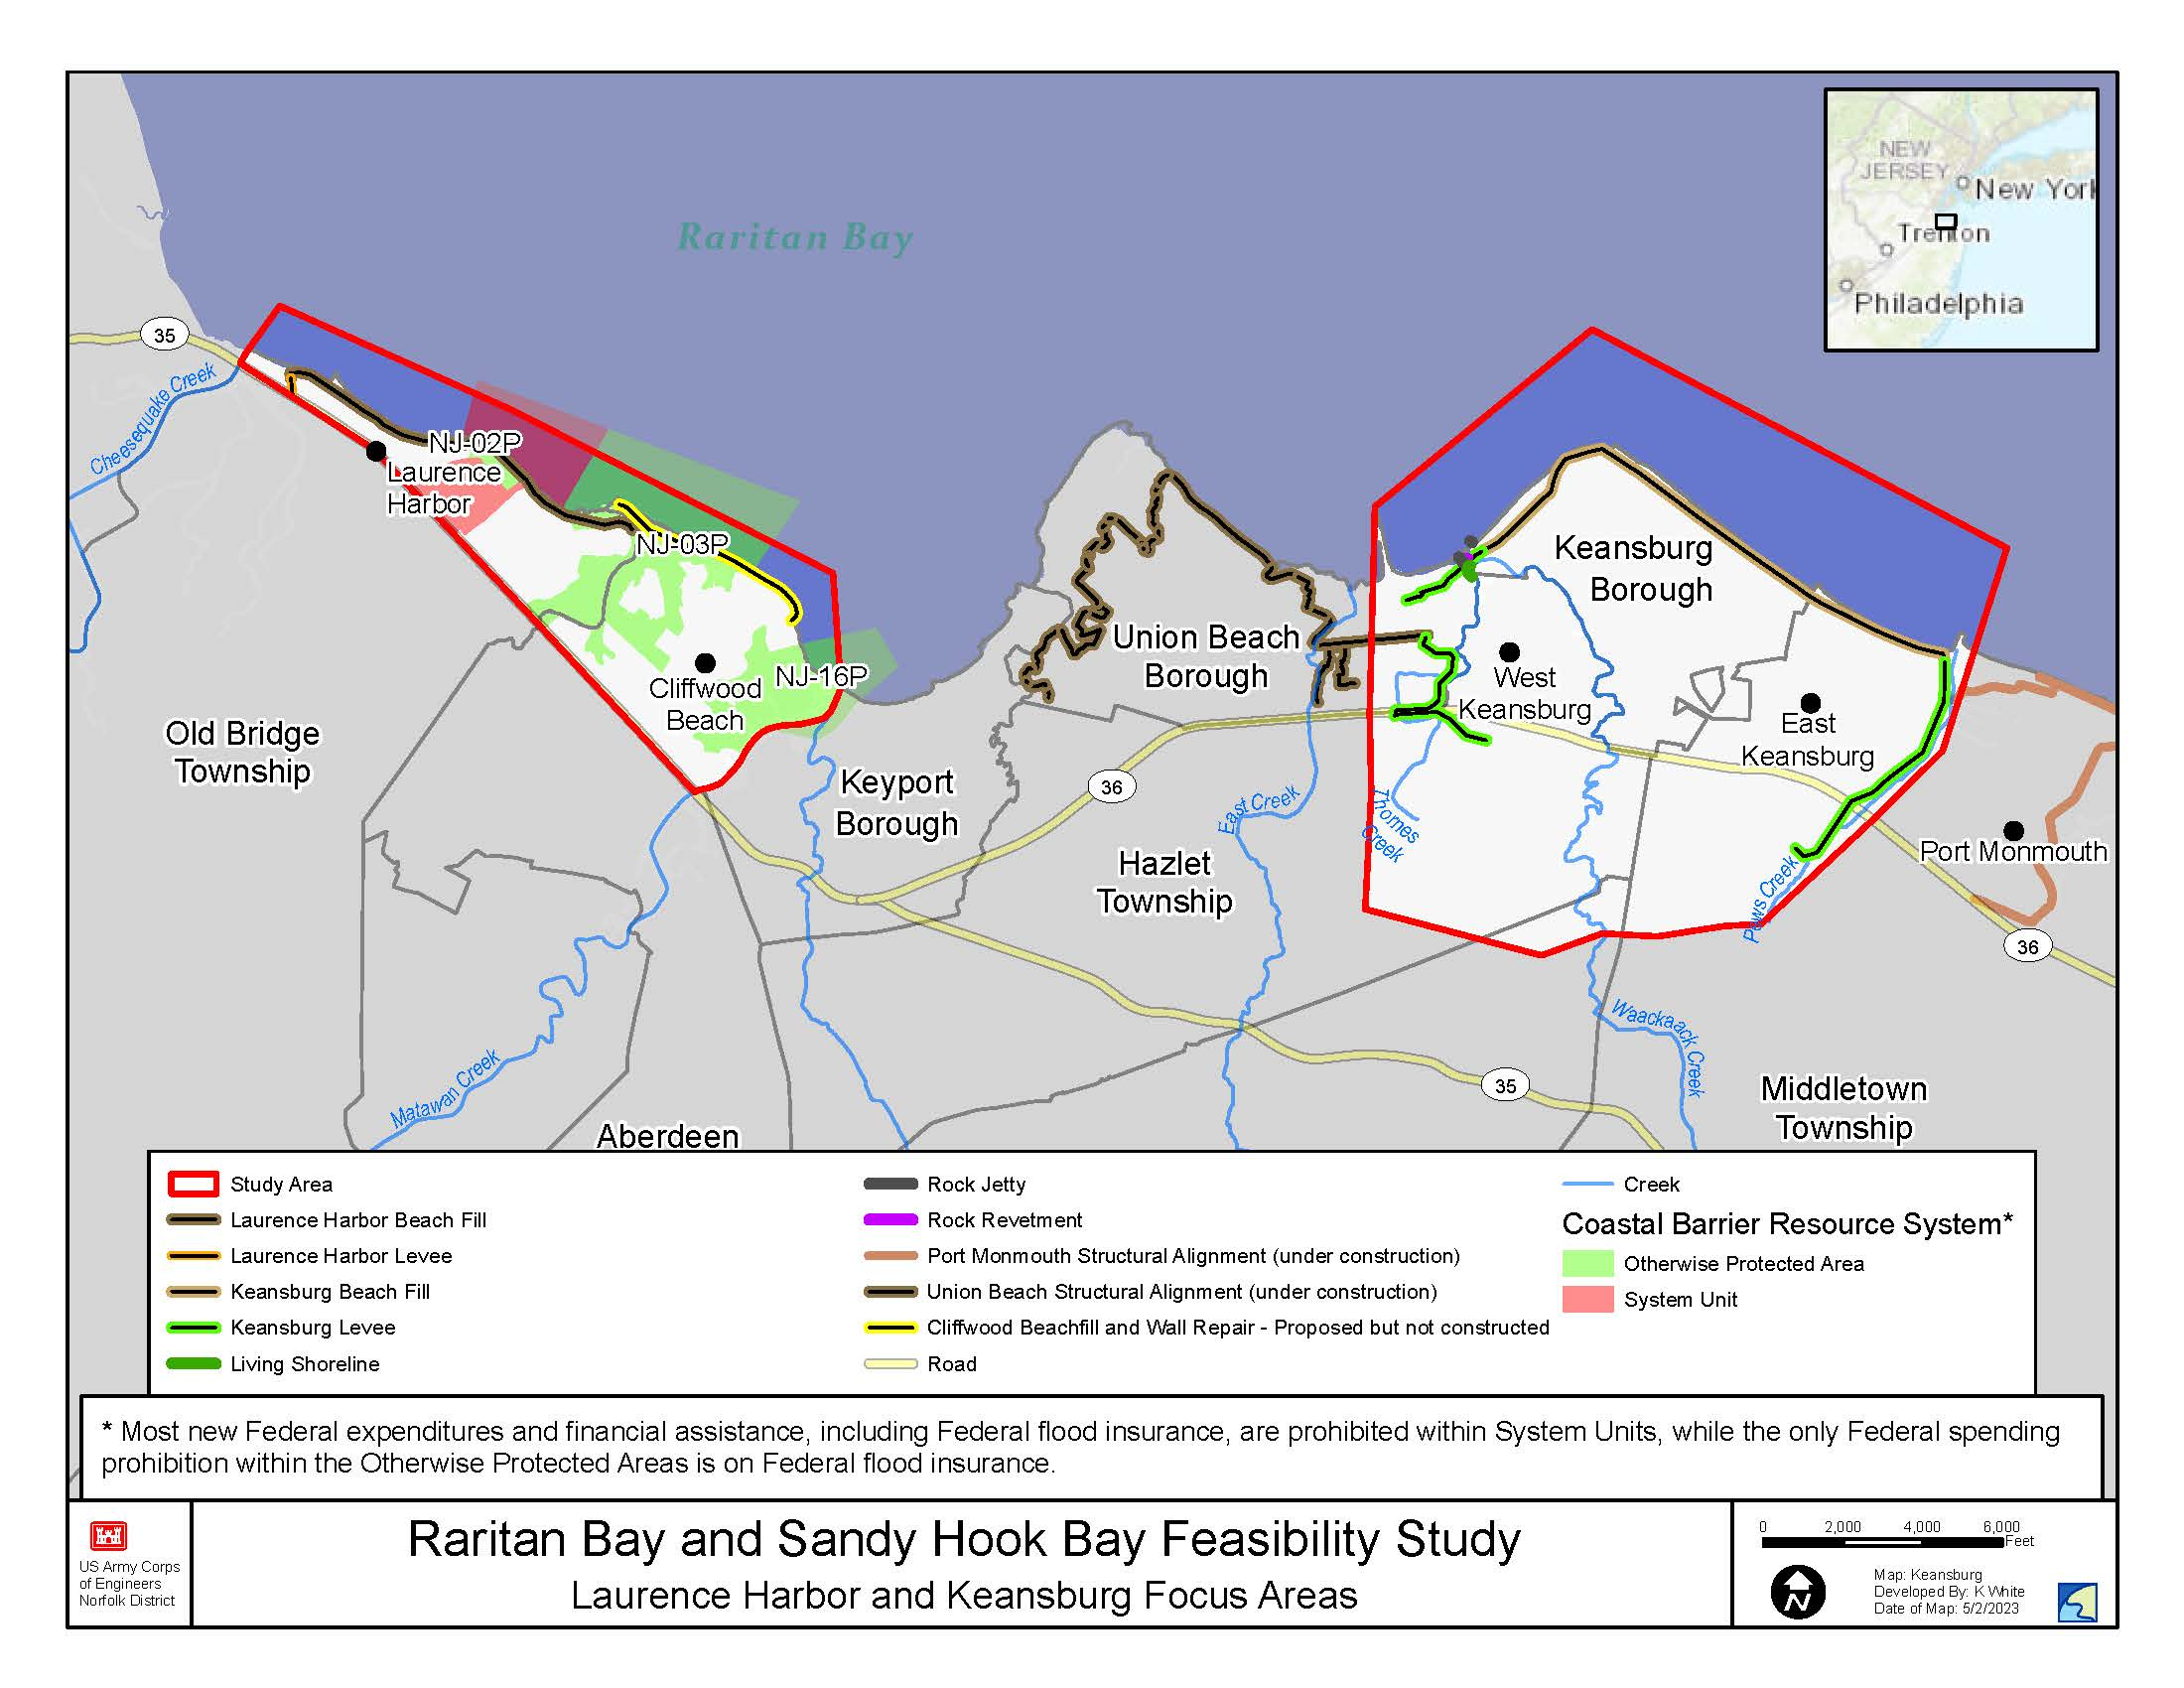 Raritan Bay
NEW
JERSEY
New York
Trenton
Philadelphia
35
Cheesequake Creek
NJ-02P
Laurence
Harbor
NJ-03P
Cliffwood
Beach
NJ-16P
Old Bridge
Township
Keyport
Borough
Union Beach
Borough
Keansburg
Borough
West
Keansburg
East
Keansburg
Port Monmouth
36
36
East Creek
Thornes
Creek
Pews Creek
Hazlet
Township
Waackaack Creek
35
Matawan Creek
Aberdeen
Middletown
Township
Study Area
Laurence Harbor Beach Fill
Laurence Harbor Levee
Keansburg Beach Fill
Keansburg Levee
Living Shoreline
Rock Jetty
Rock Revetment
Port Monmouth Structural Alignment (under construction)
Union Beach Structural Alignment (under construction)
Cliffwood Beachfill and Wall Repair - Proposed but not constructed
Road
Creek
Coastal Barrier Resource System*
Otherwise Protected Area
System Unit
* Most new Federal expenditures and financial assistance, including Federal flood insurance, are prohibited within System Units, while the only Federal spending
prohibition within the Otherwise Protected Areas is on Federal flood insurance.
US Army Corps
of Engineers
Norfolk District
Raritan Bay and Sandy Hook Bay Feasibility Study
Laurence Harbor and Keansburg Focus Areas
0 2,000 4,000 6,000
Feet
N
Map: Keansburg
Developed By: K White
Date of Map: 5/2/2023